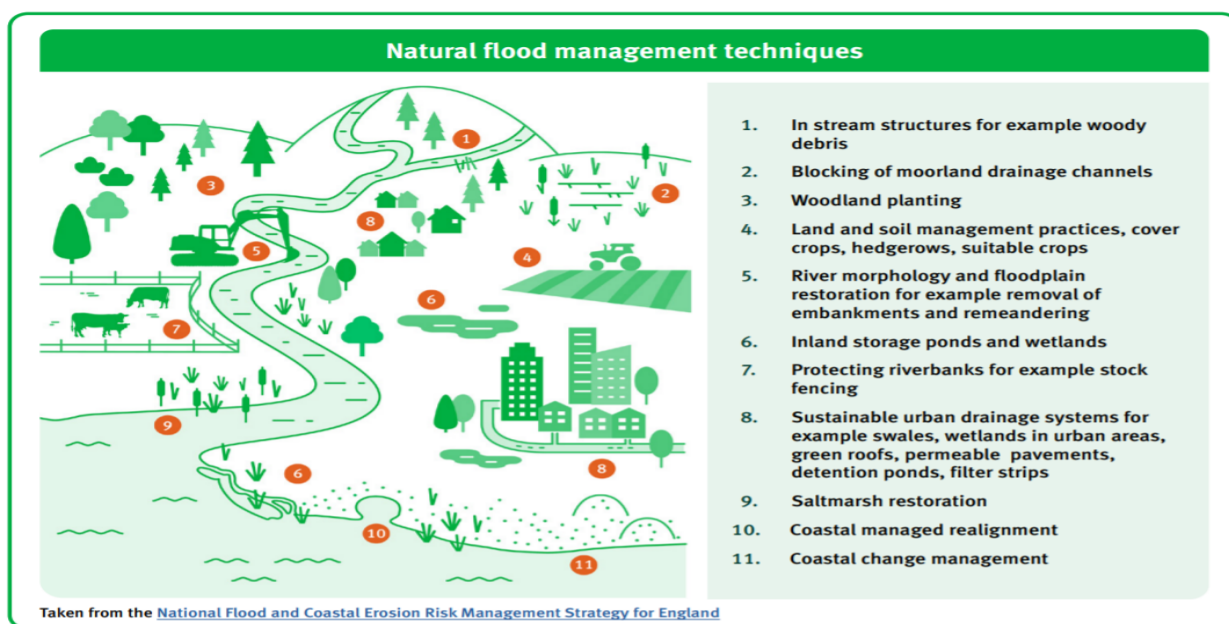 Natural flood management techniques
1
3
2
8
5
4
6
7
9
8
6
10
11
1. In stream structures for example woody
debris
2. Blocking of moorland drainage channels
3. Woodland planting
4. Land and soil management practices, cover
crops, hedgerows, suitable crops
5. River morphology and floodplain
restoration for example removal of
embankments and remeandering
6. Inland storage ponds and wetlands
7. Protecting riverbanks for example stock
fencing
8. Sustainable urban drainage systems for
example swales, wetlands in urban areas,
green roofs, permeable pavements,
detention ponds, filter strips
9. Saltmarsh restoration
10. Coastal managed realignment
11. Coastal change management
Taken from the National Flood and Coastal Erosion Risk Management Strategy for England